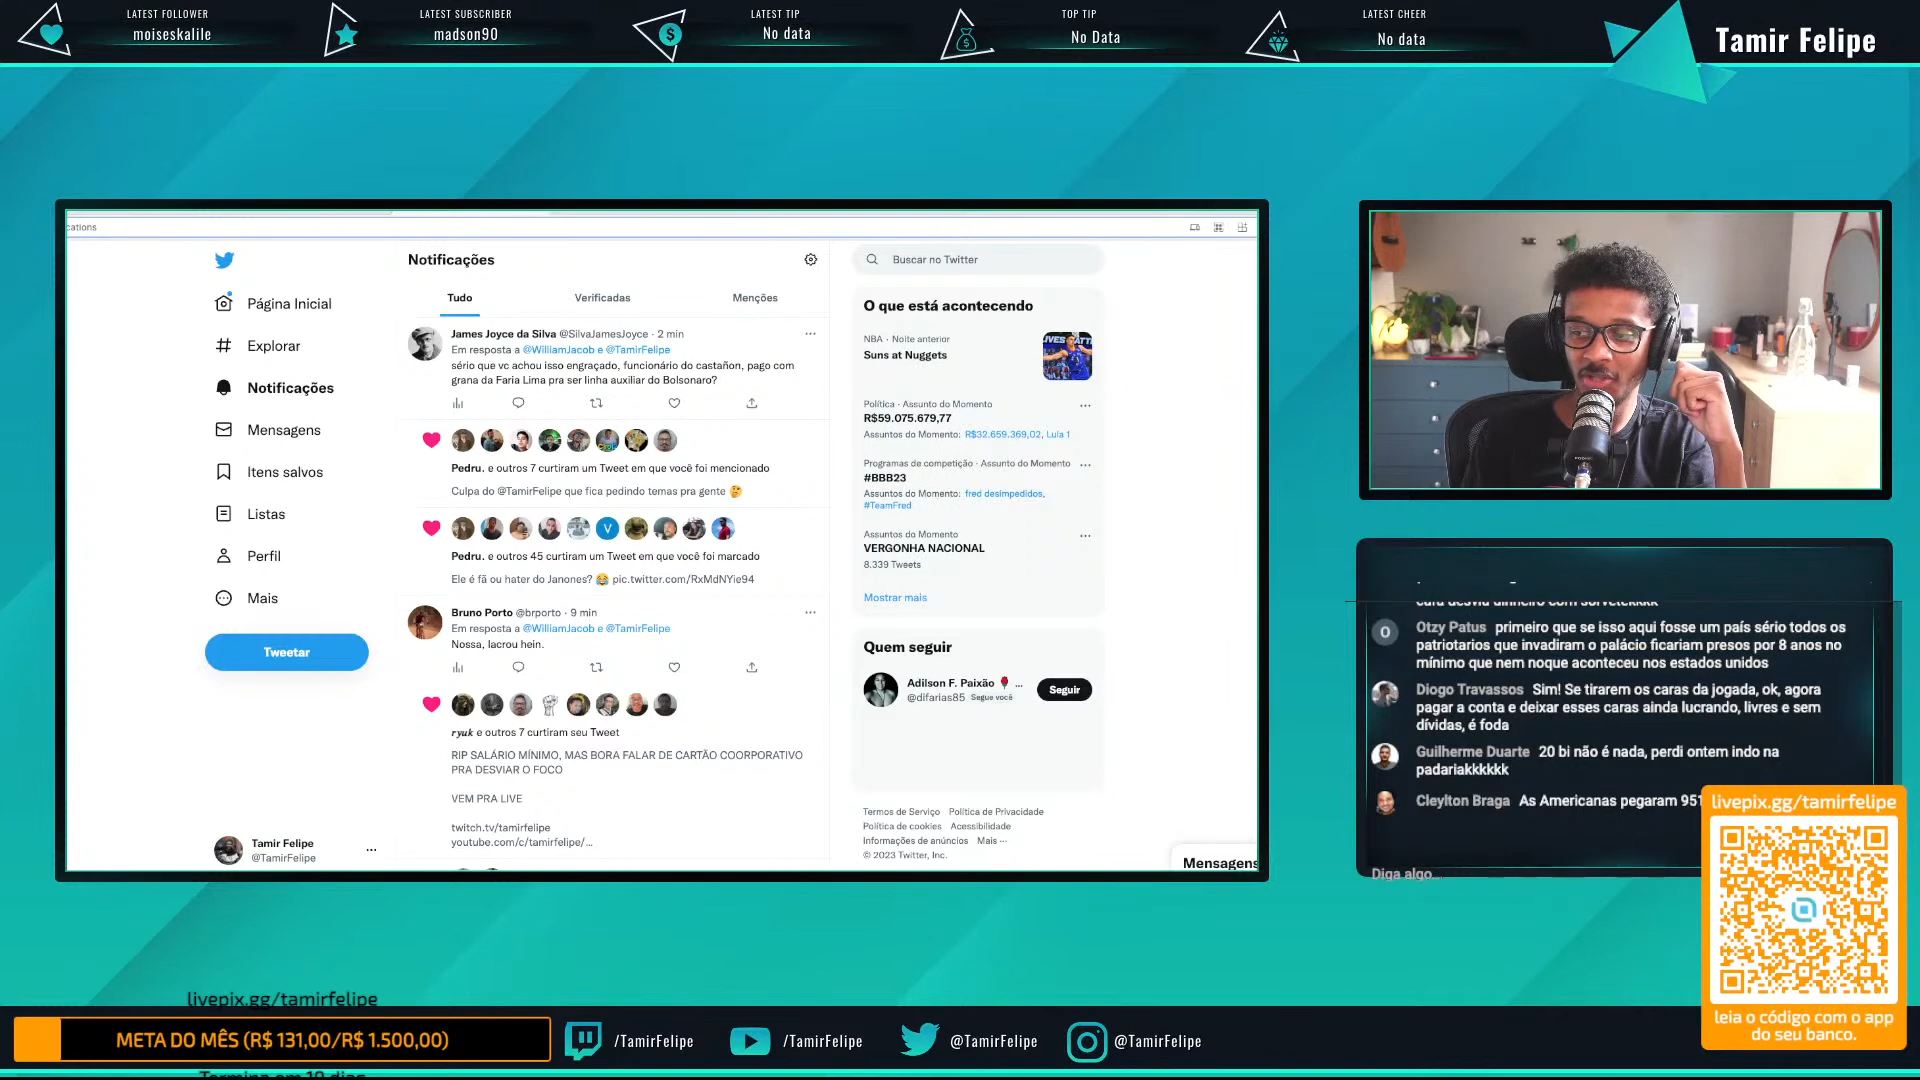 LATEST FOLLOWER
moiseskalile
LATEST SUBSCRIBER
madson90
LATEST TIP
No data
TOP TIP
No Data
LATEST CHEER
No data
Tamir Felipe
cations
Página Inicial
Explorar
Notificações
Mensagens
Itens salvos
Listas
Perfil
Mais
Tweetar
Tamir Felipe
@TamirFelipe
Notificações
Tudo
Verificadas
Menções
James Joyce da Silva @SilvaJamesJoyce · 2 min
Em resposta a @WilliamJacob e @TamirFelipe
sério que vc achou isso engraçado, funcionário do castañon, pago com
grana da Faria Lima pra ser linha auxiliar do Bolsonaro?
Pedru. e outros 7 curtiram um Tweet em que você foi mencionado
Culpa do @TamirFelipe que fica pedindo temas pra gente 🤔
V
Pedru. e outros 45 curtiram um Tweet em que você foi marcado
Ele é fã ou hater do Janones? 😂 pic.twitter.com/RxMdNYie94
Bruno Porto @brporto · 9 min
Em resposta a @WilliamJacob e @TamirFelipe
Nossa, lacrou hein.
ryuk e outros 7 curtiram seu Tweet
RIP SALÁRIO MÍNIMO, MAS BORA FALAR DE CARTÃO COORPORATIVO
PRA DESVIAR O FOCO
VEM PRA LIVE
twitch.tv/tamirfelipe
youtube.com/c/tamirfelipe/...
Buscar no Twitter
O que está acontecendo
NBA · Noite anterior
Suns at Nuggets
Política · Assunto do Momento
R$59.075.679,77
Assuntos do Momento: R$32.659.369,02, Lula 1
Programas de competição · Assunto do Momento
#BBB23
Assuntos do Momento: fred desimpedidos,
#TeamFred
Assuntos do Momento
VERGONHA NACIONAL
8.339 Tweets
Mostrar mais
Quem seguir
Adilson F. Paixão 🌹 ...
@difarias85 Segue você
Seguir
Termos de Serviço Política de Privacidade
Política de cookies Acessibilidade
Informações de anúncios Mais ···
© 2023 Twitter, Inc.
Mensagens
cara desvia dinheiro com sorvetekkkk
O
Otzy Patus primeiro que se isso aqui fosse um país sério todos os
patriotarios que invadiram o palácio ficariam presos por 8 anos no
mínimo que nem noque aconteceu nos estados unidos
Diogo Travassos Sim! Se tirarem os caras da jogada, ok, agora
pagar a conta e deixar esses caras ainda lucrando, livres e sem
dívidas, é foda
Guilherme Duarte 20 bi não é nada, perdi ontem indo na
padariakkkkkk
Cleylton Braga As Americanas pegaram 951
Diga algo...
livepix.gg/tamirfelipe
leia o código com o app
do seu banco.
livepix.gg/tamirfelipe
META DO MÊS (R$ 131,00/R$ 1.500,00)
Termina em 19 dias
/TamirFelipe
/TamirFelipe
@TamirFelipe
@TamirFelipe